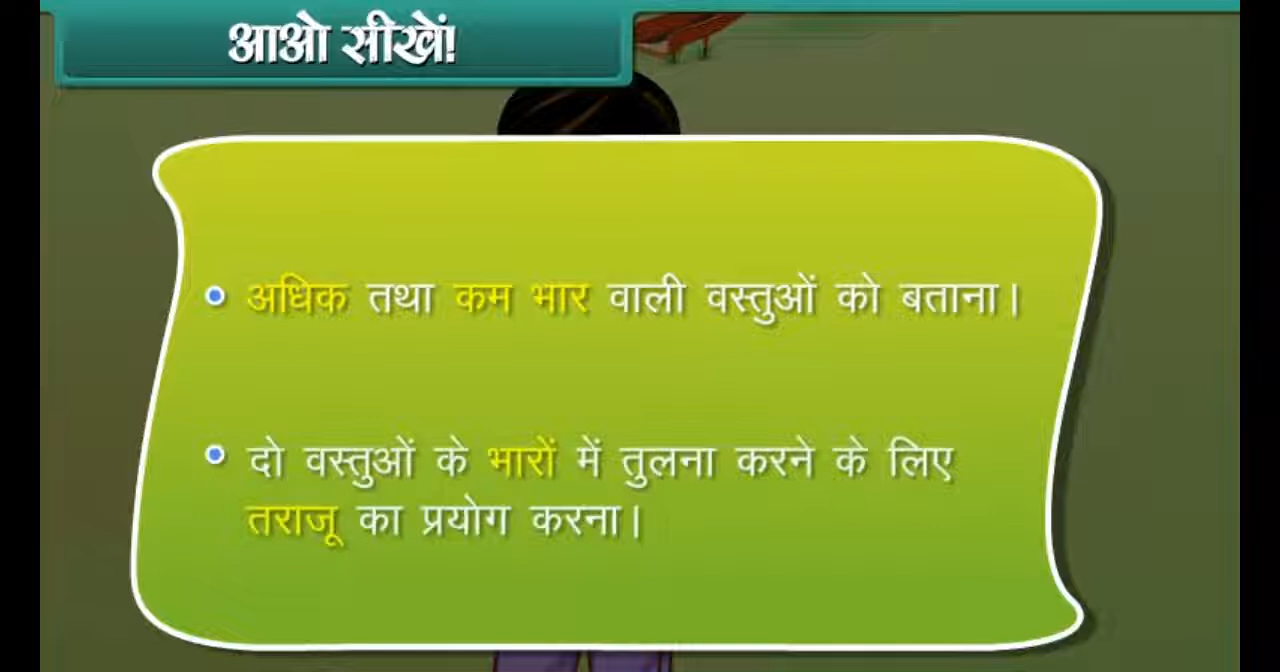 आओ सीखें!
• अधिक तथा कम भार वाली वस्तुओं को बताना।
• दो वस्तुओं के भारों में तुलना करने के लिए
तराजू का प्रयोग करना।